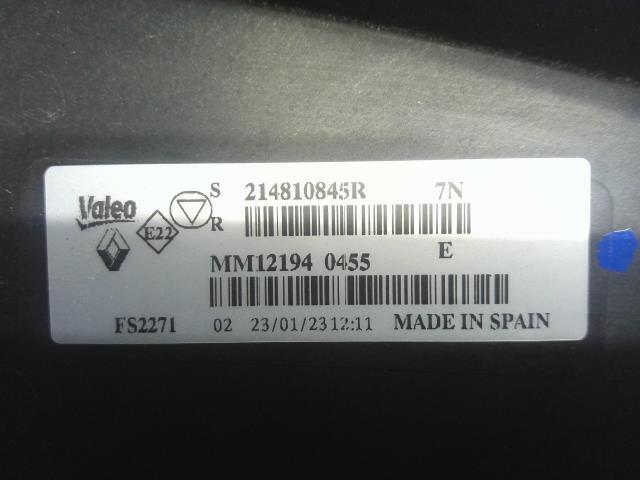 Valeo
E22
S
R
214810845R 7N
MM12194 0455 E
FS2271 02 23/01/23 12:11 MADE IN SPAIN